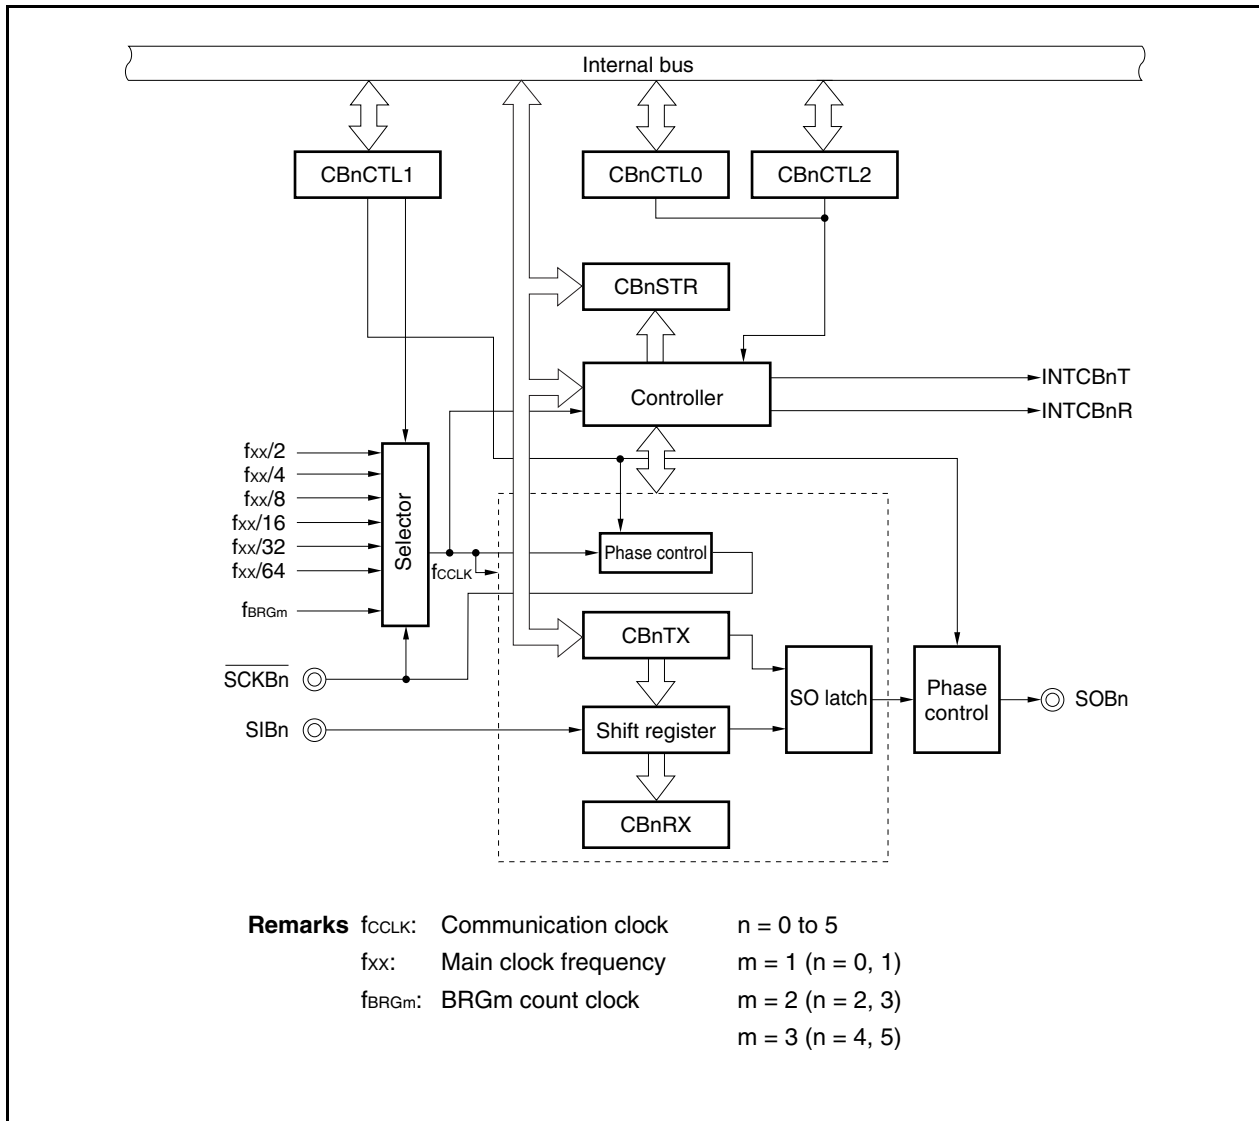 Internal bus
CBnCTL1
CBnCTL0
CBnCTL2
CBnSTR
Controller
INTCBnT
INTCBnR
fxx/2
fxx/4
fxx/8
fxx/16
fxx/32
fxx/64
fBRGm
Selector
fCCLK
Phase control
SCKBn
SIBn
CBnTX
Shift register
CBnRX
SO latch
Phase
control
SOBn
Remarks fCCLK: Communication clock n = 0 to 5
fxx: Main clock frequency m = 1 (n = 0, 1)
fBRGm: BRGm count clock m = 2 (n = 2, 3)
m = 3 (n = 4, 5)